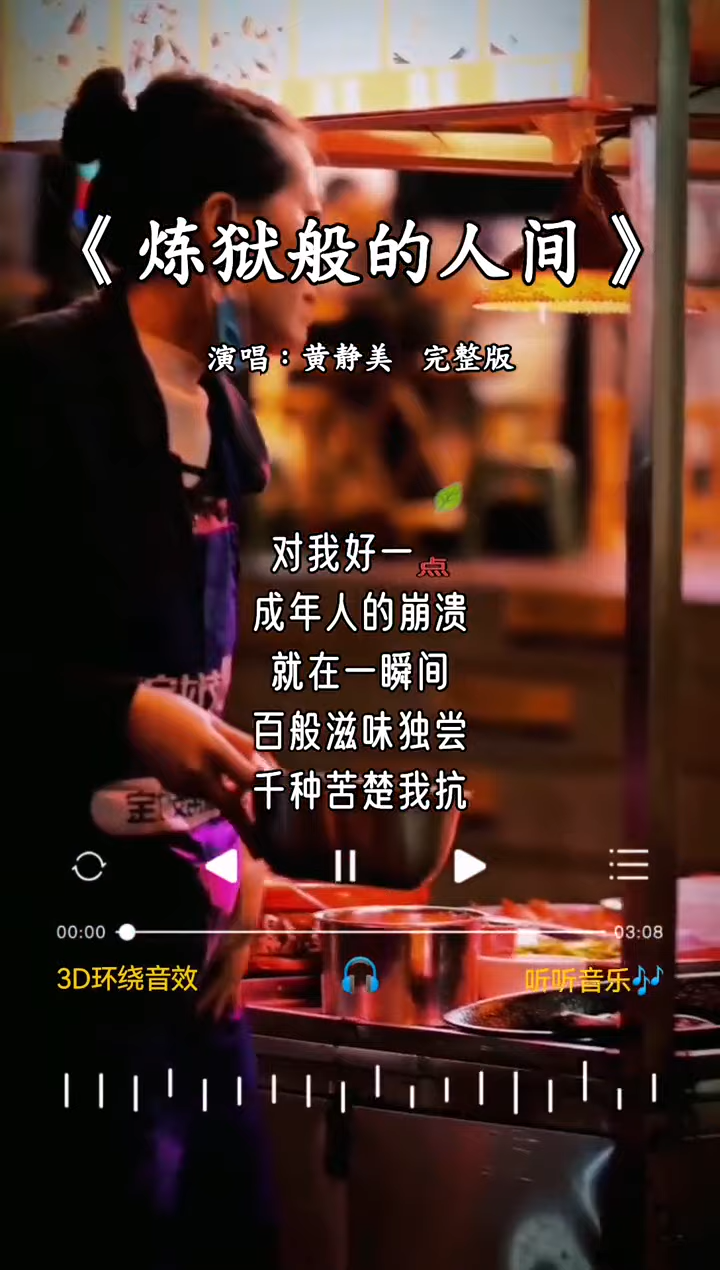 《炼狱般的人间》
演唱：黄静美 完整版
对我好一点
成年人的崩溃
就在一瞬间
百般滋味独尝
千种苦楚我抗
00:00 03:08
3D环绕音效 听听音乐